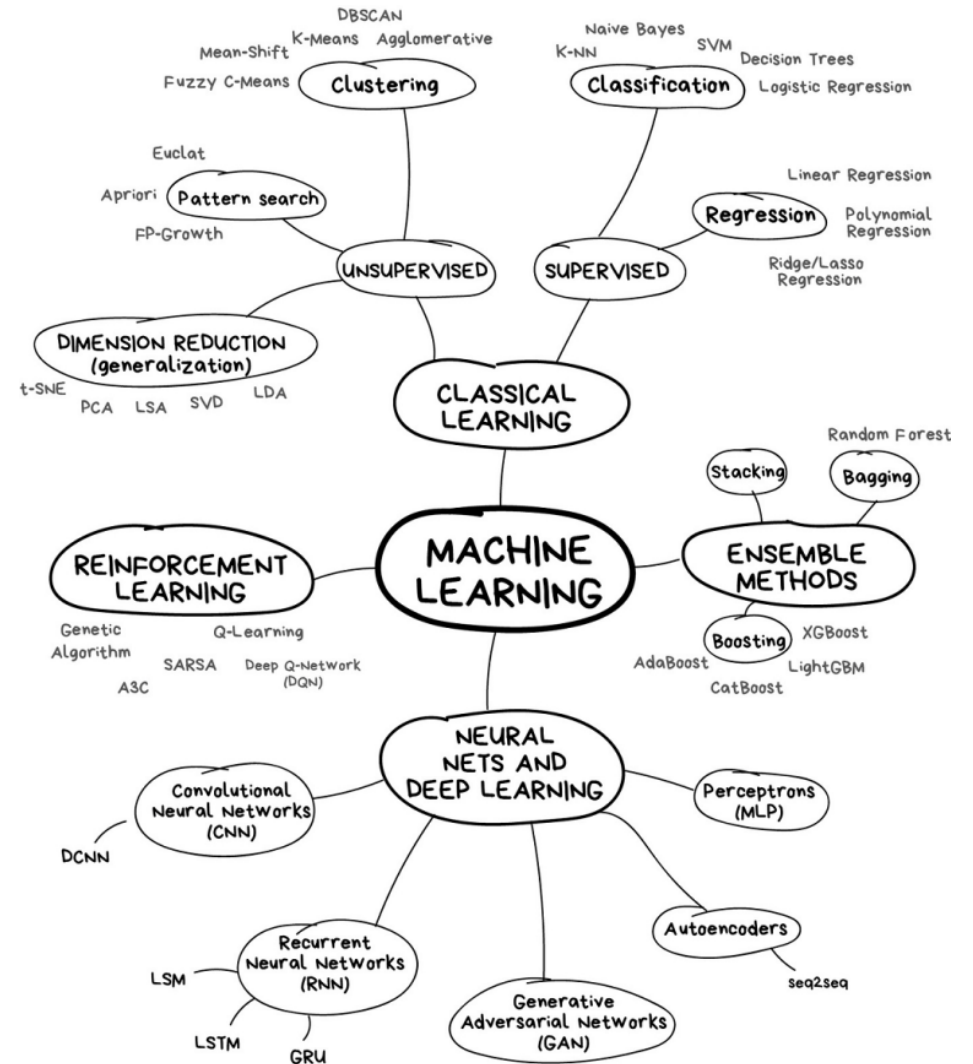 DBSCAN
K-Means
Agglomerative
Mean-Shift
Fuzzy C-Means
Clustering
Naive Bayes
K-NN
SVM
Decision Trees
Logistic Regression
Classification
Euclat
Apriori
Pattern search
FP-Growth
Linear Regression
Regression
Polynomial
Regression
Ridge/Lasso
Regression
UNSUPERVISED
SUPERVISED
DIMENSION REDUCTION
(generalization)
t-SNE
PCA
LSA
SVD
LDA
CLASSICAL
LEARNING
Random Forest
Stacking
Bagging
MACHINE
LEARNING
REINFORCEMENT
LEARNING
ENSEMBLE
METHODS
Genetic
Algorithm
Q-Learning
SARSA
Deep Q-Network
(DQN)
A3C
Boosting
XGBoost
AdaBoost
LightGBM
CatBoost
NEURAL
NETS AND
DEEP LEARNING
Convolutional
Neural Networks
(CNN)
DCNN
Perceptrons
(MLP)
Autoencoders
seq2seq
Recurrent
Neural Networks
(RNN)
LSM
LSTM
GRU
Generative
Adversarial Networks
(GAN)